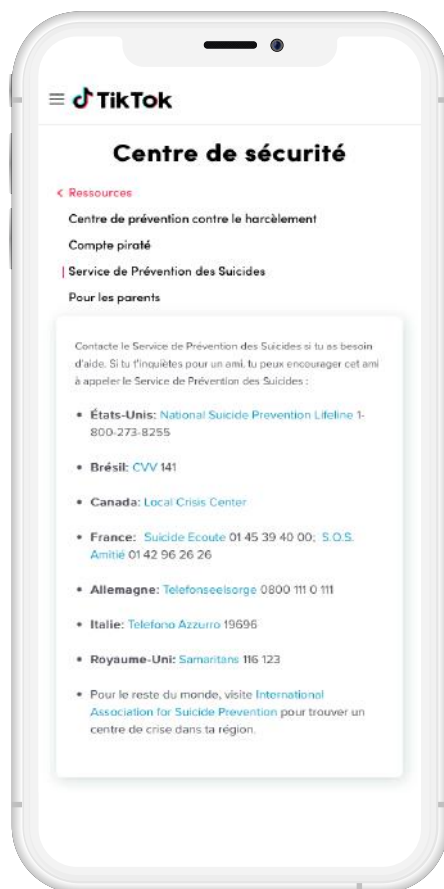 TikTok
Centre de sécurité
< Ressources
Centre de prévention contre le harcèlement
Compte piraté
Service de Prévention des Suicides
Pour les parents
Contacte le Service de Prévention des Suicides si tu as besoin
d'aide. Si tu t'inquiètes pour un ami, tu peux encourager cet ami
à appeler le Service de Prévention des Suicides :
• États-Unis: National Suicide Prevention Lifeline 1-
800-273-8255
• Brésil: CVV 141
• Canada: Local Crisis Center
• France: Suicide Ecoute 01 45 39 40 00; S.O.S.
Amitié 01 42 96 26 26
• Allemagne: Telefonseelsorge 0800 111 0 111
• Italie: Telefono Azzurro 19696
• Royaume-Uni: Samaritans 116 123
• Pour le reste du monde, visite International
Association for Suicide Prevention pour trouver un
centre de crise dans ta région.